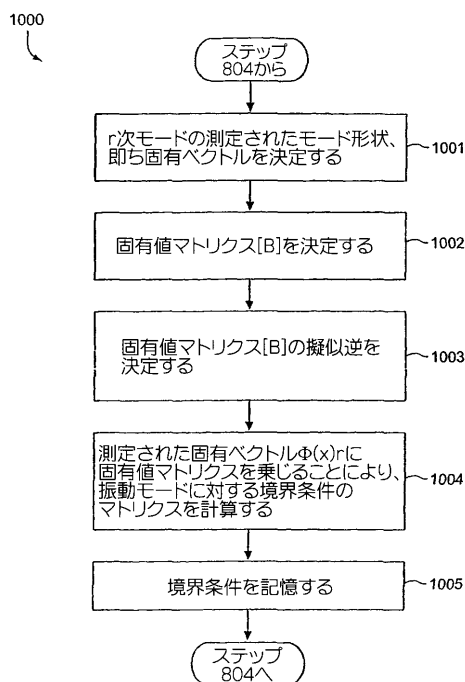 1000
ステップ
804から
r次モードの測定されたモード形状、
即ち固有ベクトルを決定する
1001
固有値マトリクス[B]を決定する
1002
固有値マトリクス[B]の擬似逆を
決定する
1003
測定された固有ベクトルΦ(x)rに
固有値マトリクスを乗じることにより、
振動モードに対する境界条件の
マトリクスを計算する
1004
境界条件を記憶する
1005
ステップ
804へ